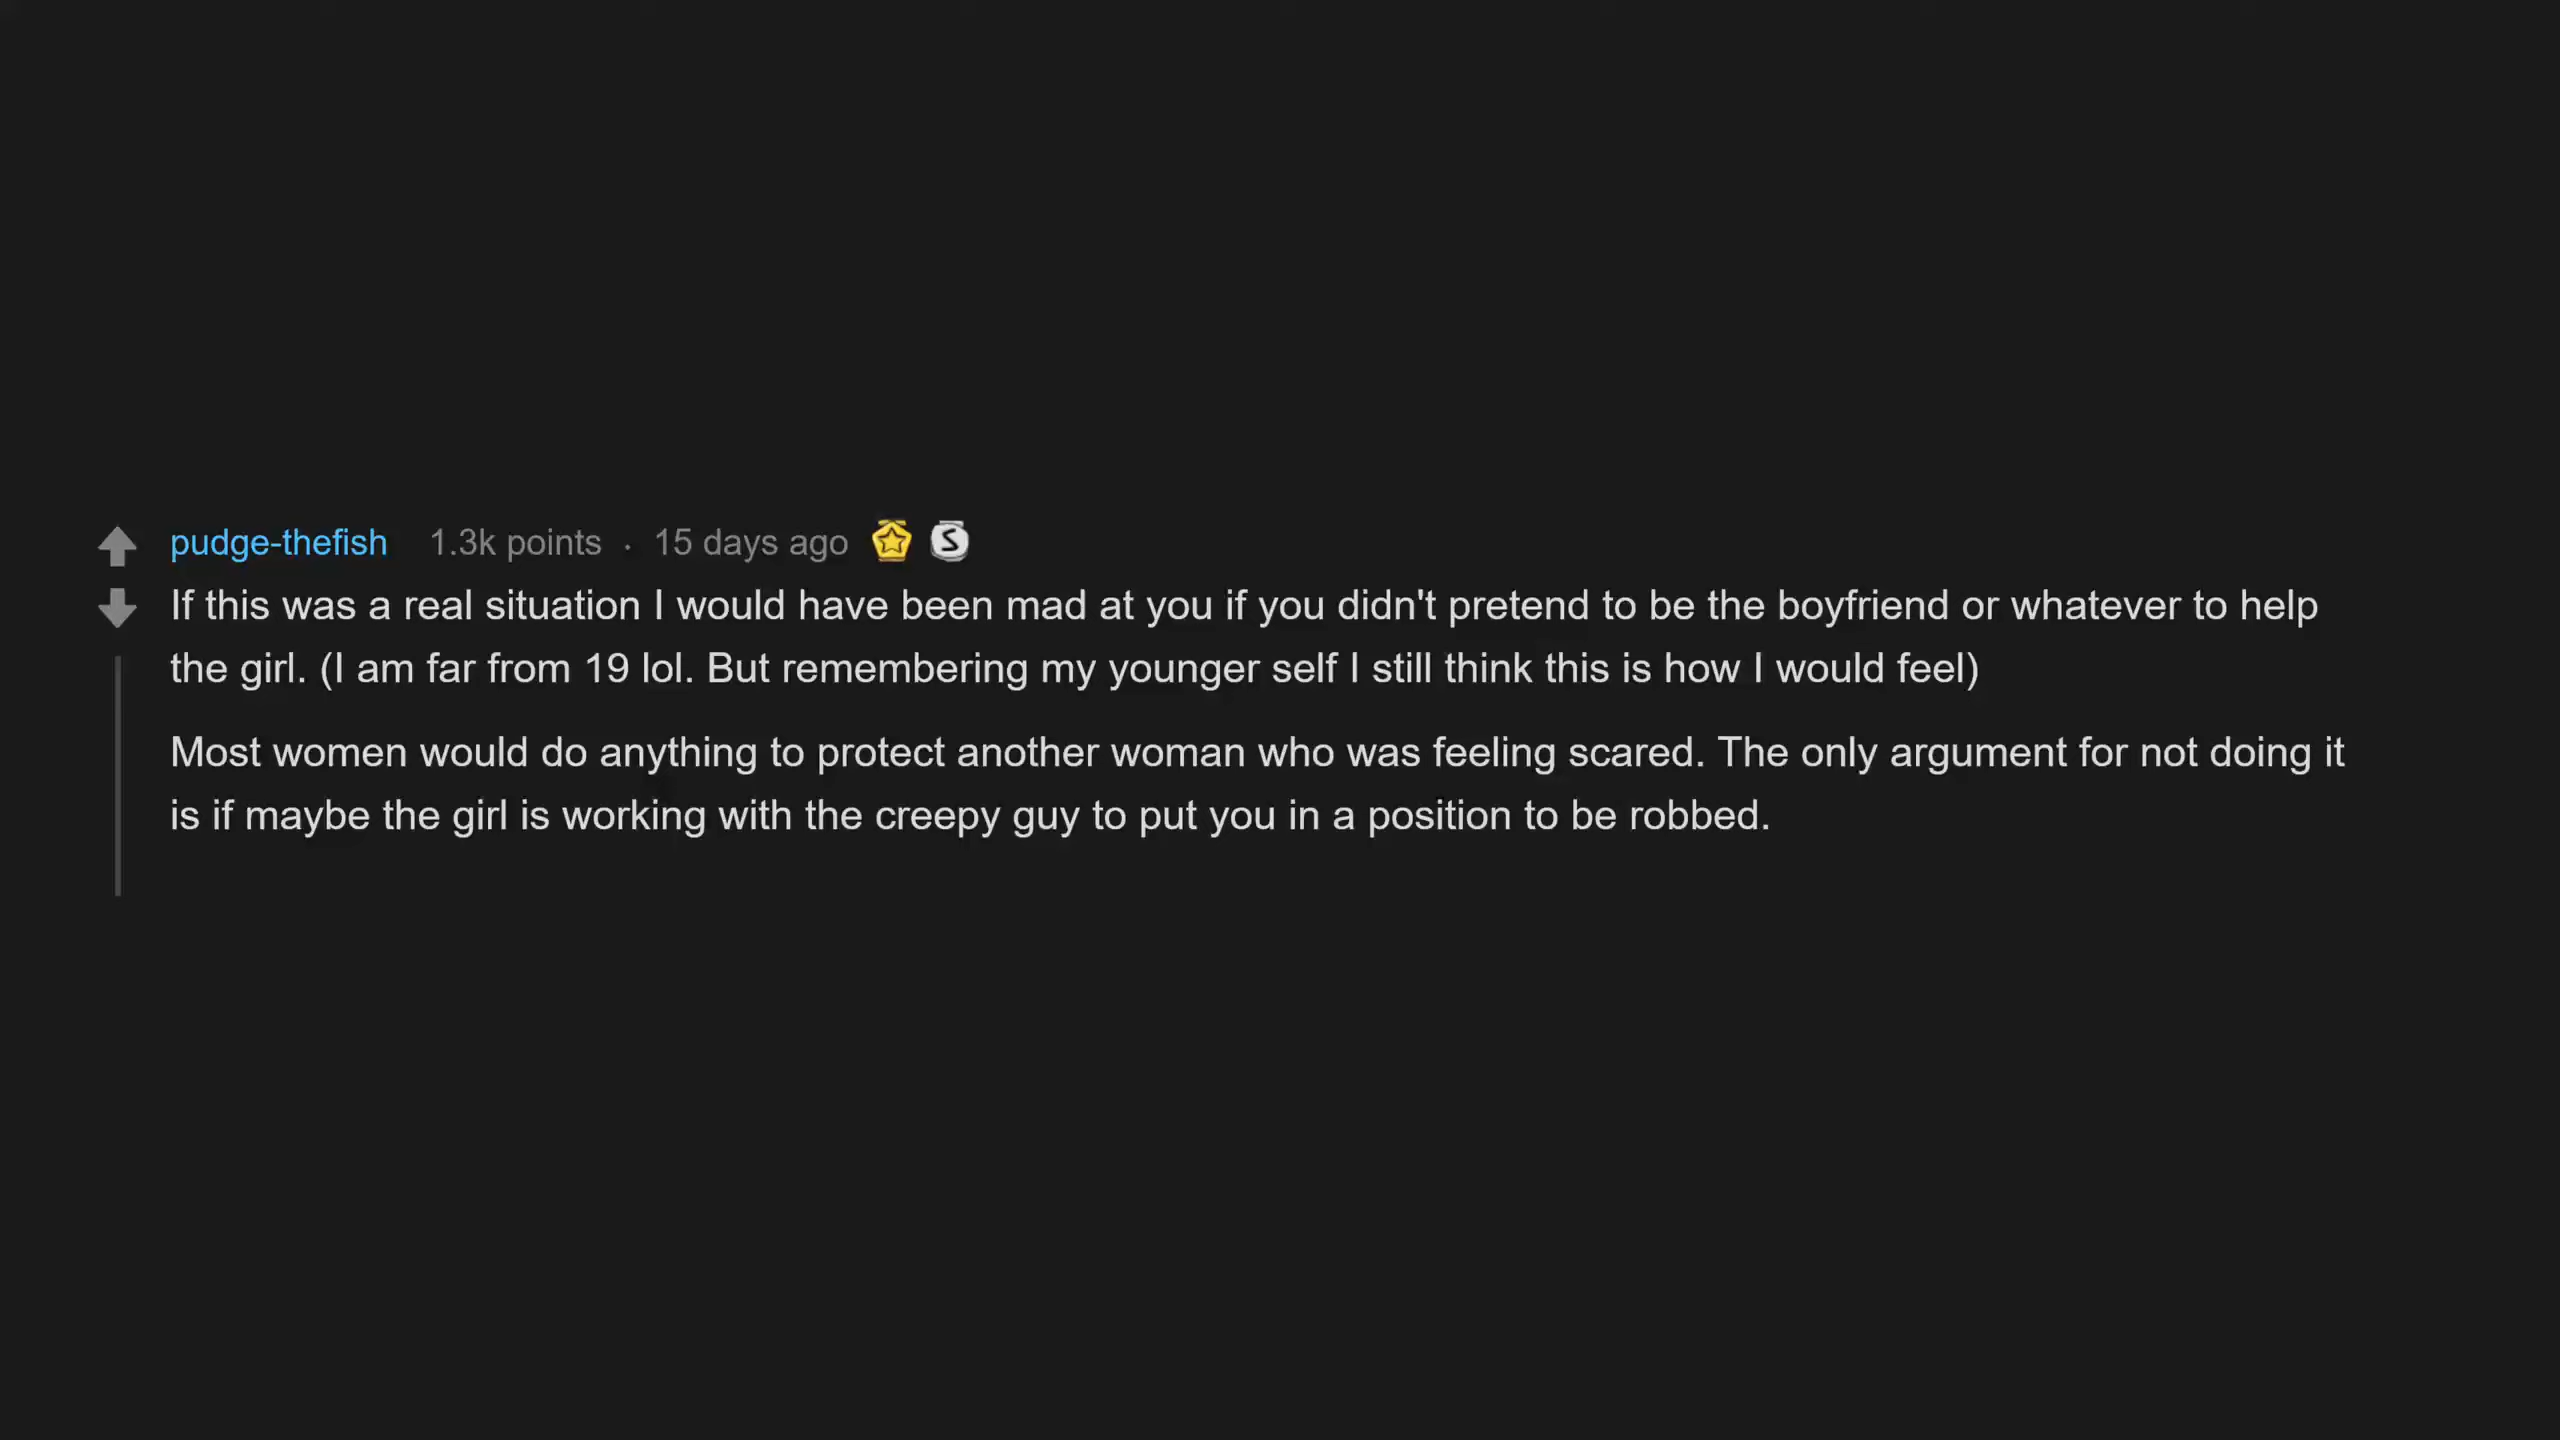 pudge-thefish 1.3k points · 15 days ago
If this was a real situation I would have been mad at you if you didn't pretend to be the boyfriend or whatever to help
the girl. (I am far from 19 lol. But remembering my younger self I still think this is how I would feel)
Most women would do anything to protect another woman who was feeling scared. The only argument for not doing it
is if maybe the girl is working with the creepy guy to put you in a position to be robbed.